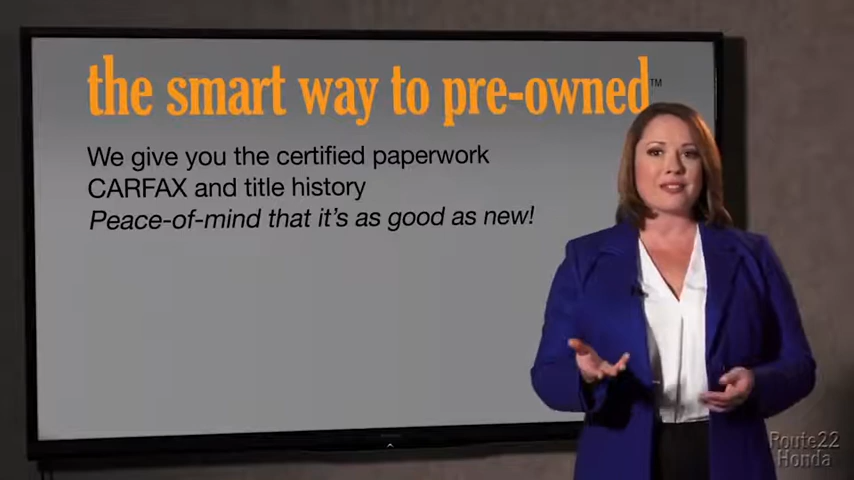 the smart way to pre-owned™
We give you the certified paperwork
CARFAX and title history
Peace-of-mind that it's as good as new!
Route22
Honda